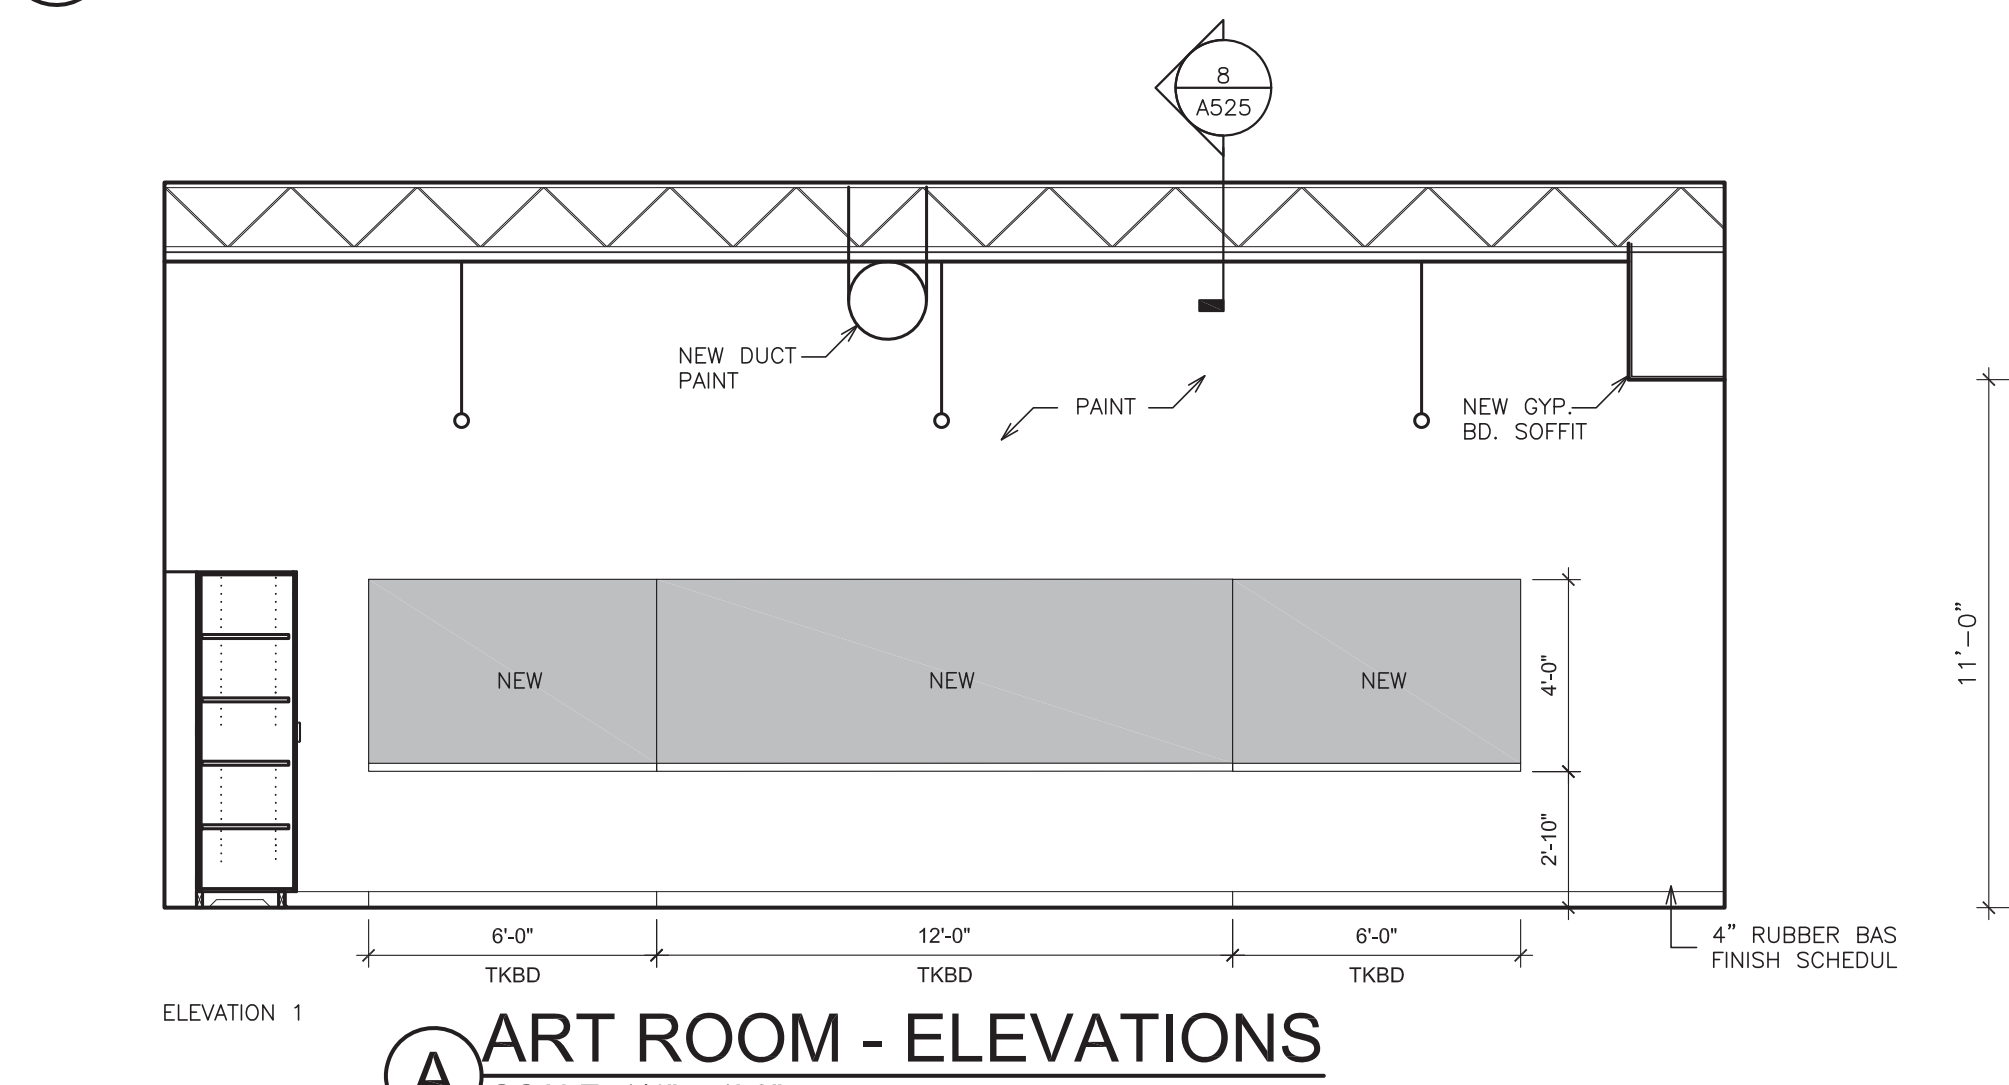 8
A525
NEW DUCT
PAINT
PAINT
NEW GYP.
BD. SOFFIT
11'-0"
NEW
NEW
NEW
4'-0"
2'-10"
6'-0"
12'-0"
6'-0"
TKBD
TKBD
TKBD
4" RUBBER BAS
FINISH SCHEDUL
ELEVATION 1
A
ART ROOM - ELEVATIONS